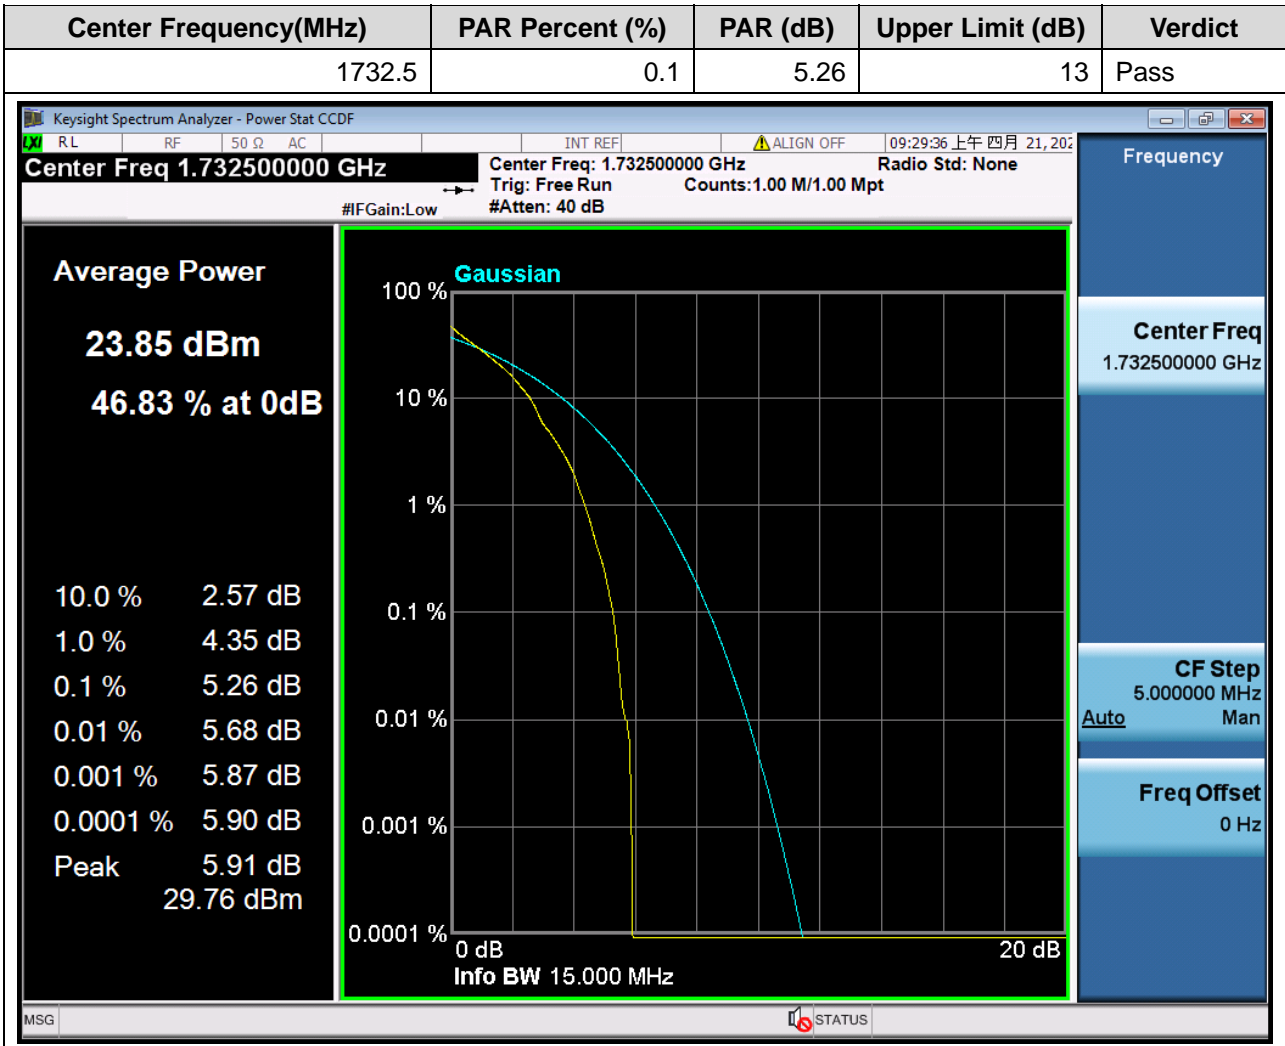 Center Frequency(MHz) PAR Percent (%) PAR (dB) Upper Limit (dB) Verdict
1732.5 0.1 5.26 13 Pass
Keysight Spectrum Analyzer - Power Stat CCDF
LXI RL RF 50 Ω AC INT REF ALIGN OFF 09:29:36 上午 四月 21, 202
Center Freq 1.732500000 GHz
Center Freq: 1.732500000 GHz Radio Std: None
Trig: Free Run Counts:1.00 M/1.00 Mpt
#IFGain:Low #Atten: 40 dB
Average Power
23.85 dBm
46.83 % at 0dB
10.0 % 2.57 dB
1.0 % 4.35 dB
0.1 % 5.26 dB
0.01 % 5.68 dB
0.001 % 5.87 dB
0.0001 % 5.90 dB
Peak 5.91 dB
29.76 dBm
Gaussian
100 %
10 %
1 %
0.1 %
0.01 %
0.001 %
0.0001 %
0 dB 20 dB
Info BW 15.000 MHz
Frequency
Center Freq
1.732500000 GHz
CF Step
5.000000 MHz
Auto Man
Freq Offset
0 Hz
MSG STATUS